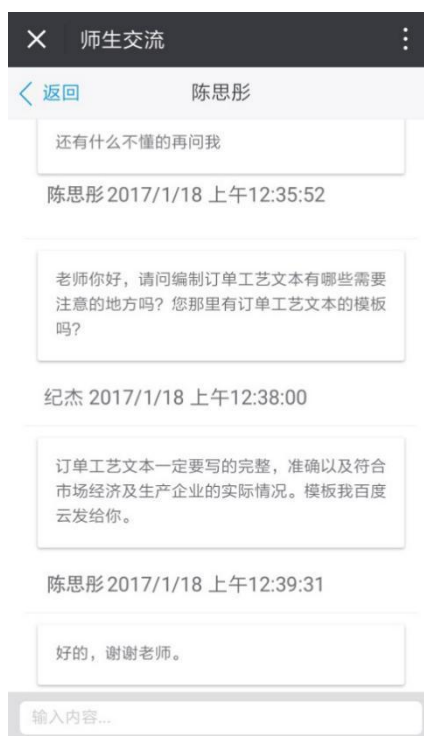 师生交流
返回 陈思彤
还有什么不懂的再问我
陈思彤 2017/1/18 上午12:35:52
老师你好，请问编制订单工艺文本有哪些需要
注意的地方吗？您那里有订单工艺文本的模板
吗？
纪杰 2017/1/18 上午12:38:00
订单工艺文本一定要写的完整，准确以及符合
市场经济及生产企业的实际情况。模板我百度
云发给你。
陈思彤 2017/1/18 上午12:39:31
好的，谢谢老师。
输入内容...